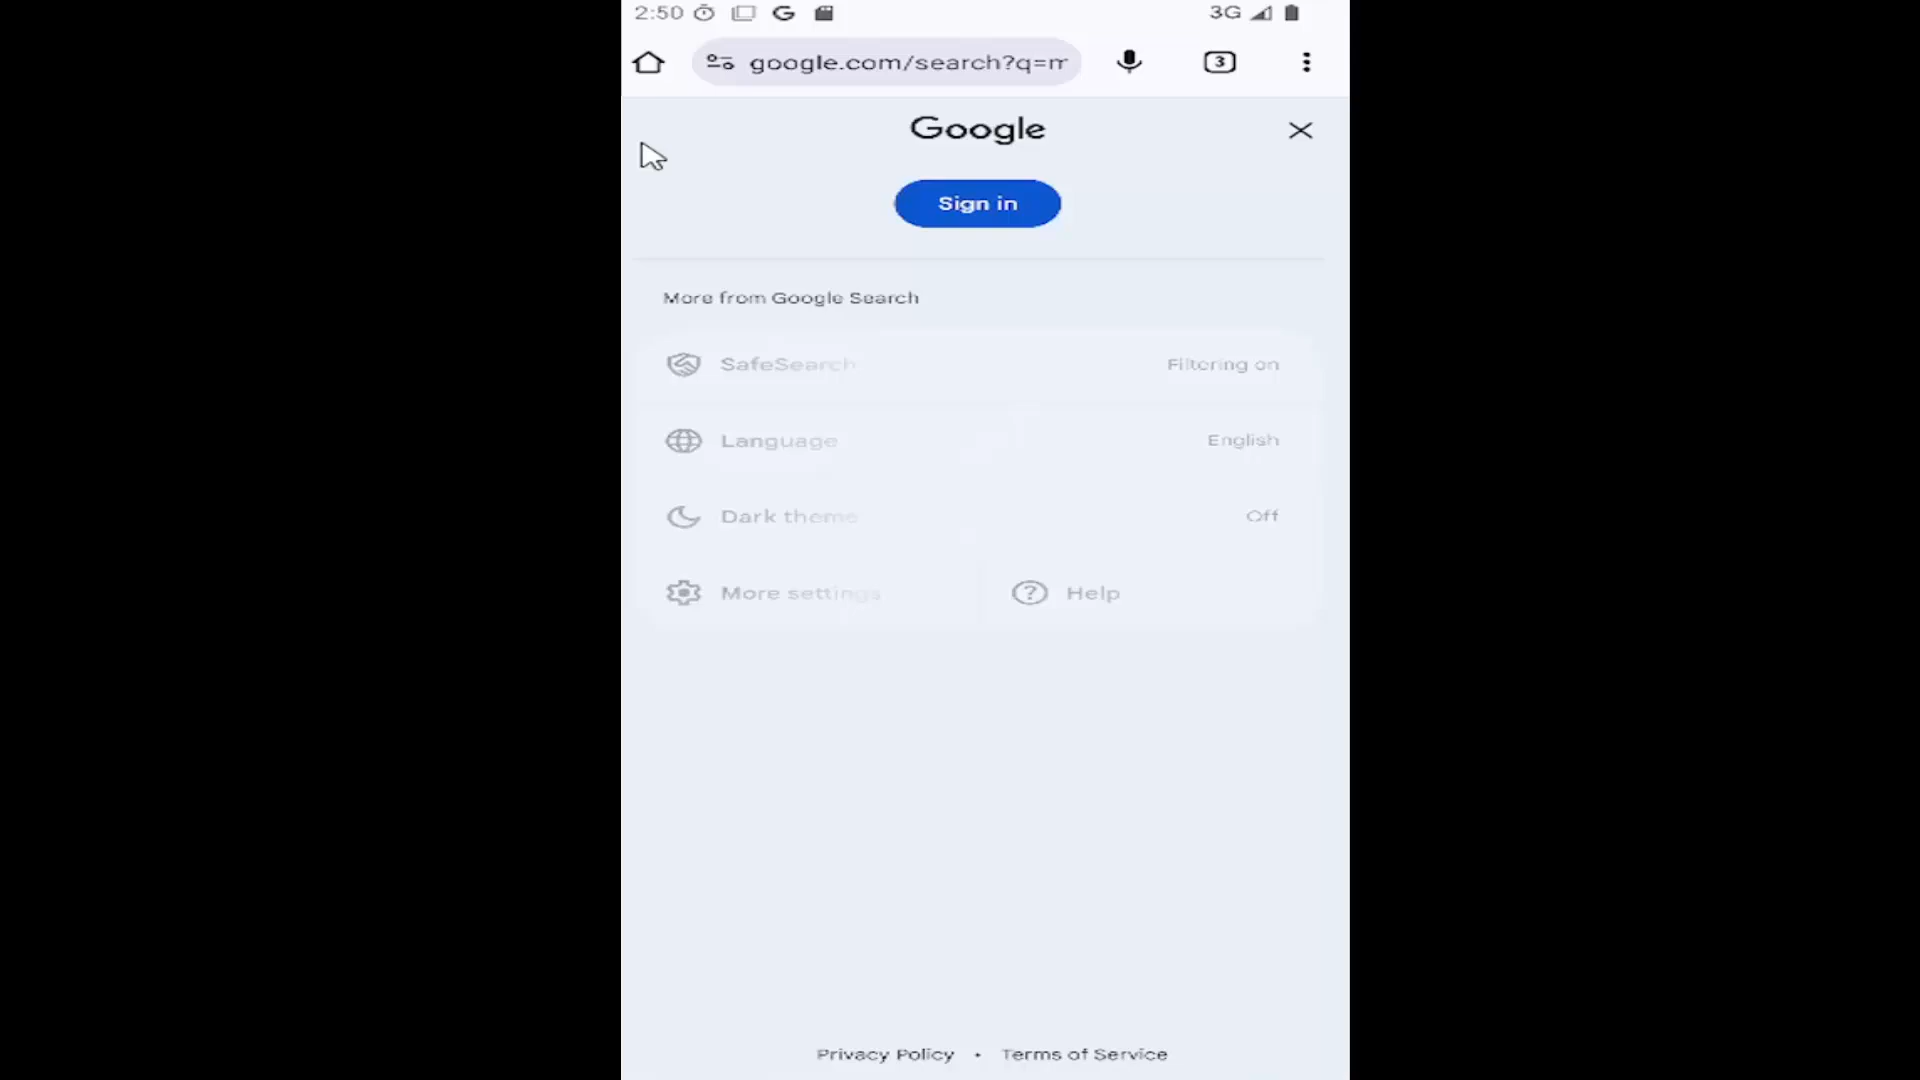 2:50 3G
google.com/search?q=m 3
Google
Sign in
More from Google Search
SafeSearch Filtering on
Language English
Dark theme Off
More settings Help
Privacy Policy • Terms of Service